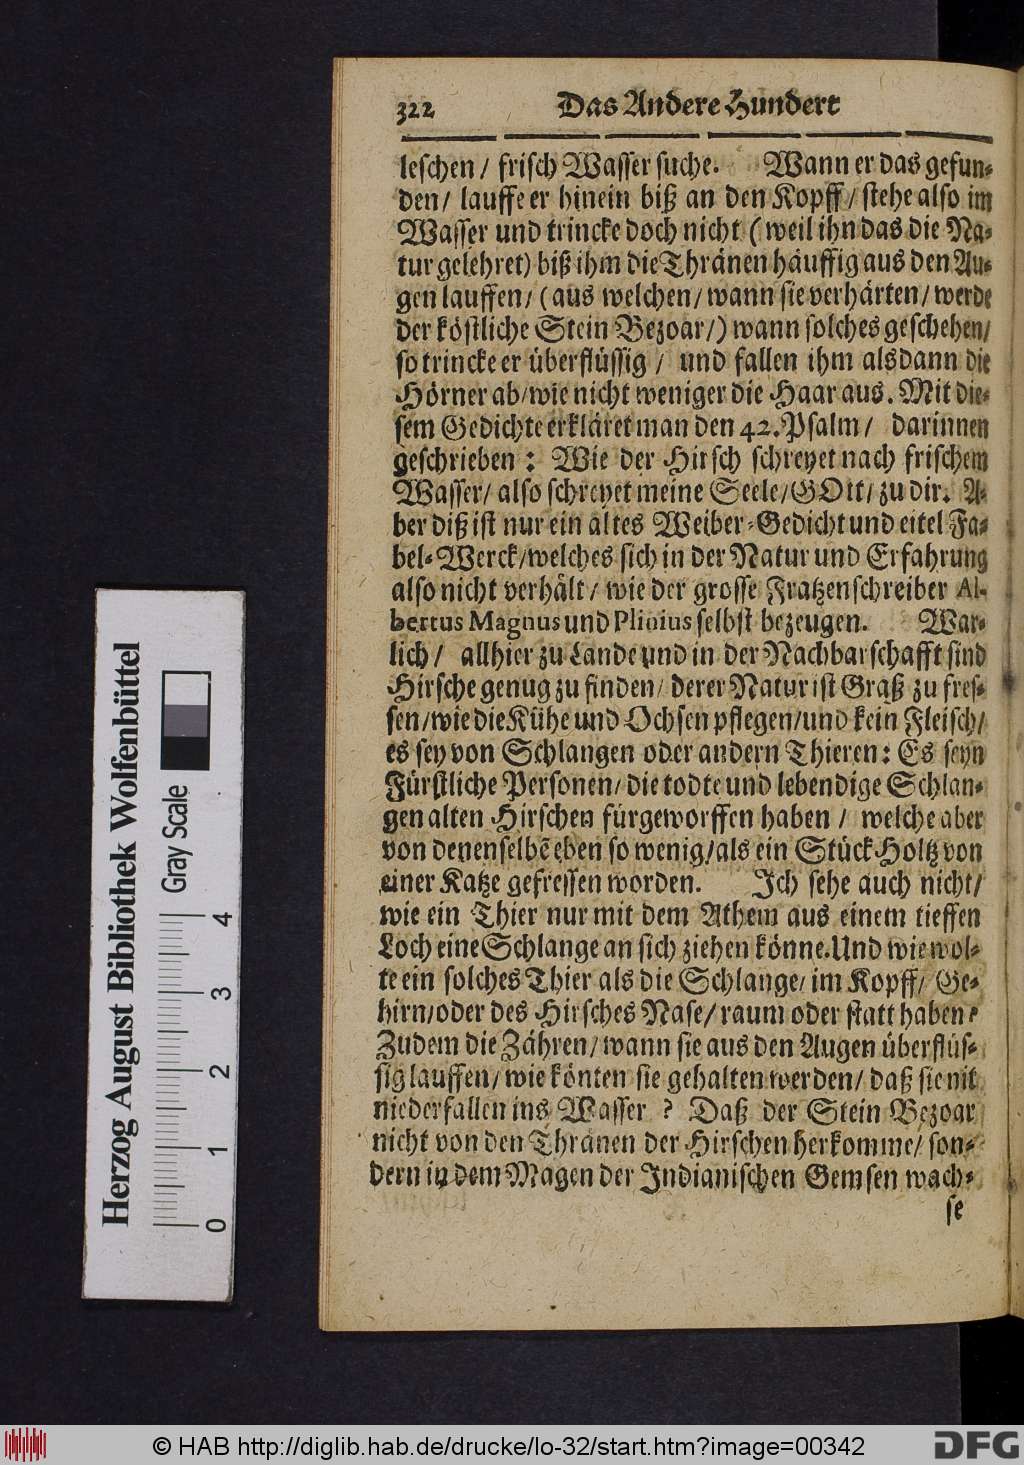 322 Das Andere Hundert
leschen / frisch Wasser suche. Wann er das gefun-
den / lauffe er hinein biß an den Kopff / stehe also im
Wasser und trincke doch nicht ( weil ihn das die Na-
tur gelehret) biß ihm die Thränen häuffig aus den Au-
gen lauffen / ( aus welchen / wann sie verhärten / werde
der köstliche Stein Bezoar /) wann solches geschehen /
so trincke er überflüssig / und fallen ihm alsdann die
Hörner ab / wie nicht weniger die Haar aus. Mit die-
sem Gedichte erkläret man den 42. Psalm / darinnen
geschrieben : Wie der Hirsch schreyet nach frischem
Wasser / also schreyet meine Seele / GOtt / zu dir. A-
ber diß ist nur ein altes Weiber-Gedicht und eitel Fa-
bel-Werck / welches sich in der Natur und Erfahrung
also nicht verhält / wie der grosse Fratzenschreiber Al-
bertus Magnus und Plinius selbst bezeugen. War-
lich / allhier zu Lande und in der Nachbarschafft sind
Hirsche genug zu finden / derer Natur ist Graß zu fres-
sen / wie die Kühe und Ochsen pflegen / und kein Fleisch /
es sey von Schlangen oder andern Thieren : Es seyn
Fürstliche Personen / die todte und lebendige Schlan-
gen alten Hirschen fürgeworffen haben / welche aber
von denenselbē eben so wenig / als ein Stück Holtz von
einer Katze gefressen worden. Ich sehe auch nicht /
wie ein Thier nur mit dem Athem aus einem tieffen
Loch eine Schlange an sich ziehen könne. Und wie wol-
te ein solches Thier als die Schlange / im Kopff / Ge-
hirn / oder des Hirsches Nase / raum oder statt haben ?
Zudem die Zähren / wann sie aus den Augen überflüs-
sig lauffen / wie könten sie gehalten werden / daß sie nit
niederfallen ins Wasser ? Daß der Stein Bezoar
nicht von den Thränen der Hirschen herkomme / son-
dern in dem Magen der Indianischen Gemsen wach-
se
Herzog August Bibliothek Wolfenbüttel
Gray Scale
0 1 2 3 4
© HAB http://diglib.hab.de/drucke/lo-32/start.htm?image=00342
DFG